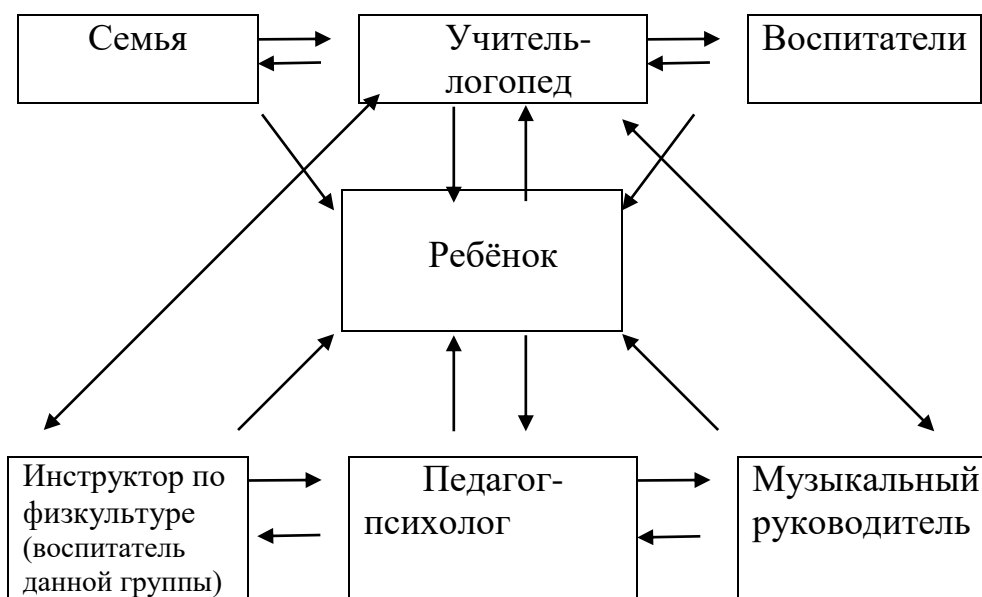 Семья
Учитель-
логопед
Воспитатели
Ребёнок
Инструктор по
физкультуре
(воспитатель
данной группы)
Педагог-
психолог
Музыкальный
руководитель